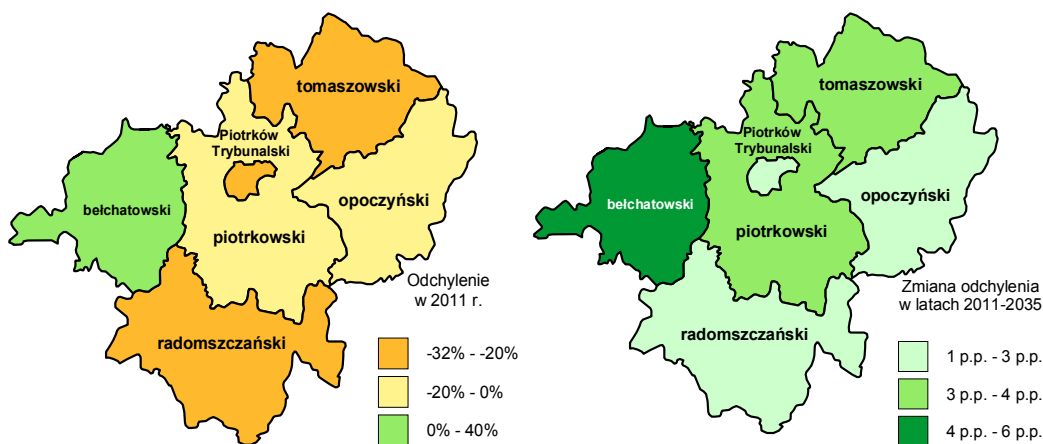 tomaszowski
Piotrków
Trybunalski
opoczyński
bełchatowski
piotrkowski
radomszczański
Odchylenie
w 2011 r.
-32% - -20%
-20% - 0%
0% - 40%
tomaszowski
Piotrków
Trybunalski
opoczyński
bełchatowski
piotrkowski
radomszczański
Zmiana odchylenia
w latach 2011-2035
1 p.p. - 3 p.p.
3 p.p. - 4 p.p.
4 p.p. - 6 p.p.